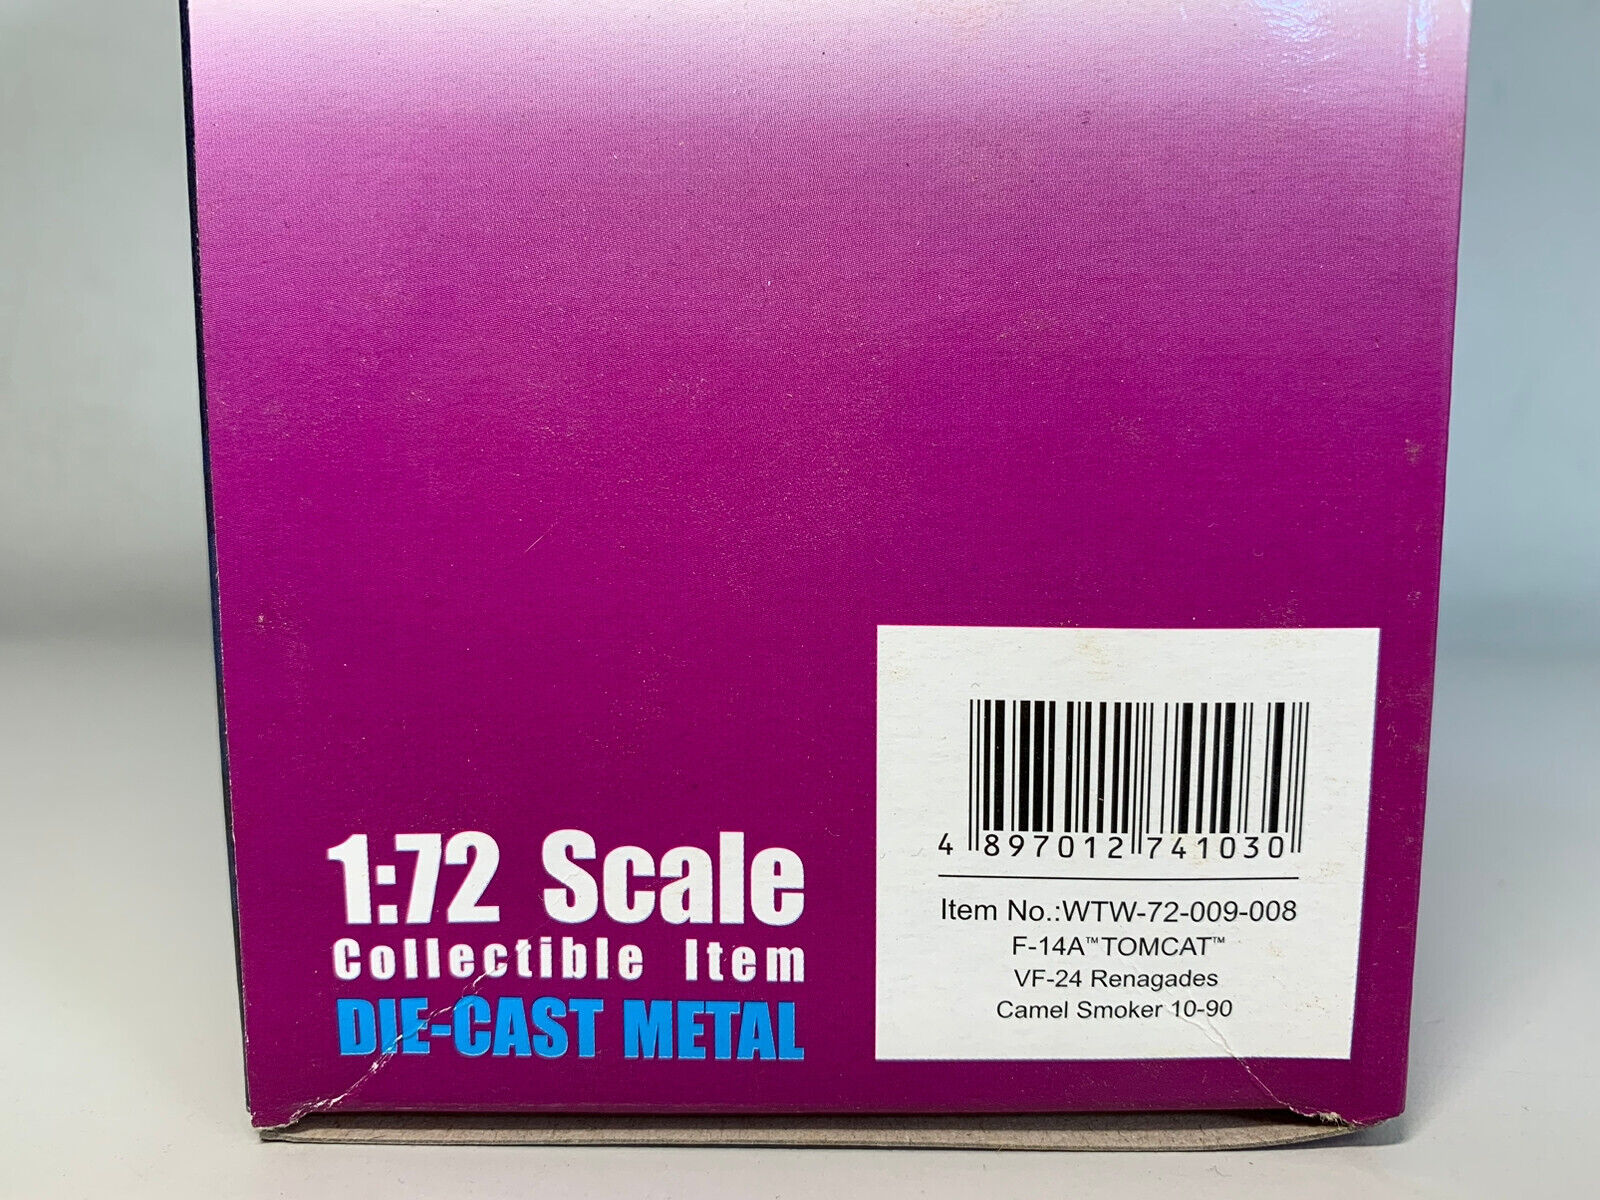 1:72 Scale
Collectible Item
DIE-CAST METAL
4 897012 741030
Item No.:WTW-72-009-008
F-14A™TOMCAT™
VF-24 Renagades
Camel Smoker 10-90